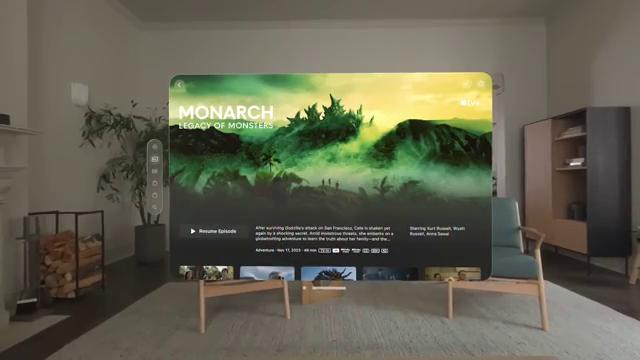 tv+
MONARCH
LEGACY OF MONSTERS
Resume Episode
After surviving Godzilla's attack on San Francisco, Cate is shaken yet
again by a shocking secret. Amid monstrous threats, she embarks on a
globetrotting adventure to learn the truth about her family—and the...
Starring Kurt Russell, Wyatt
Russell, Anna Sawai
Adventure · Nov 17, 2023 · 48 min